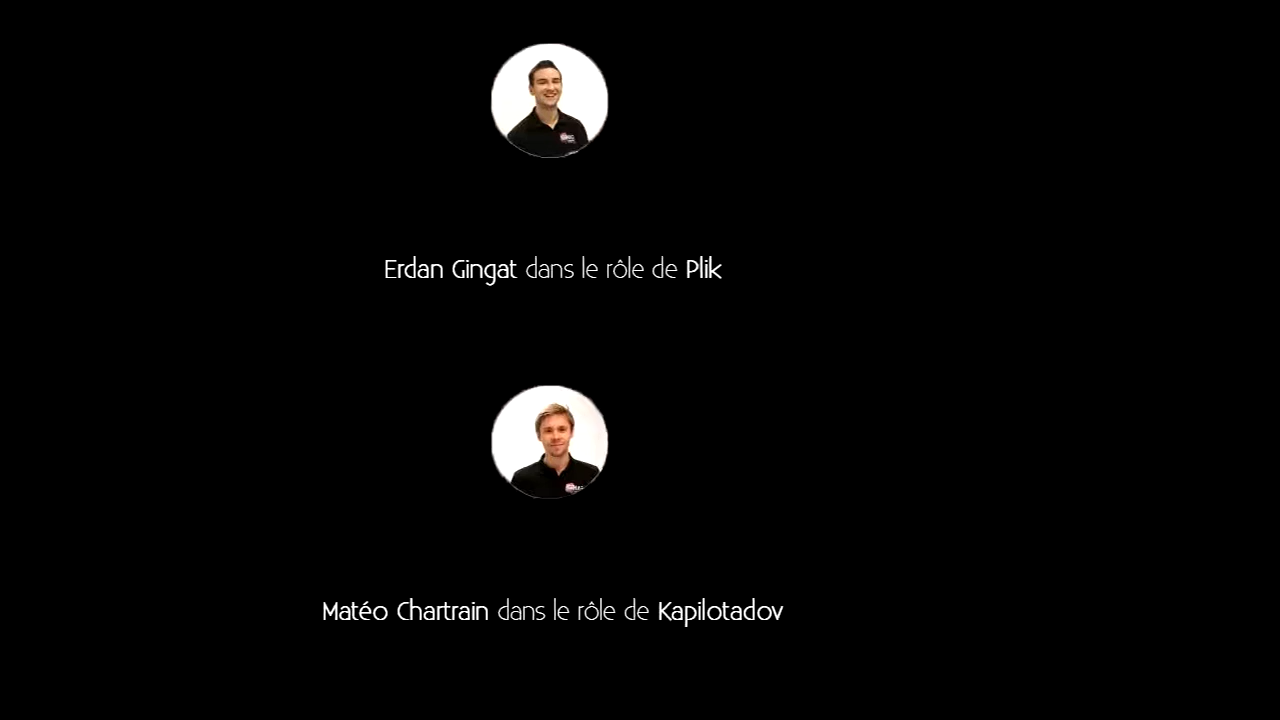 Erdan Gingat dans le rôle de Plik
Matéo Chartrain dans le rôle de Kapilotadov